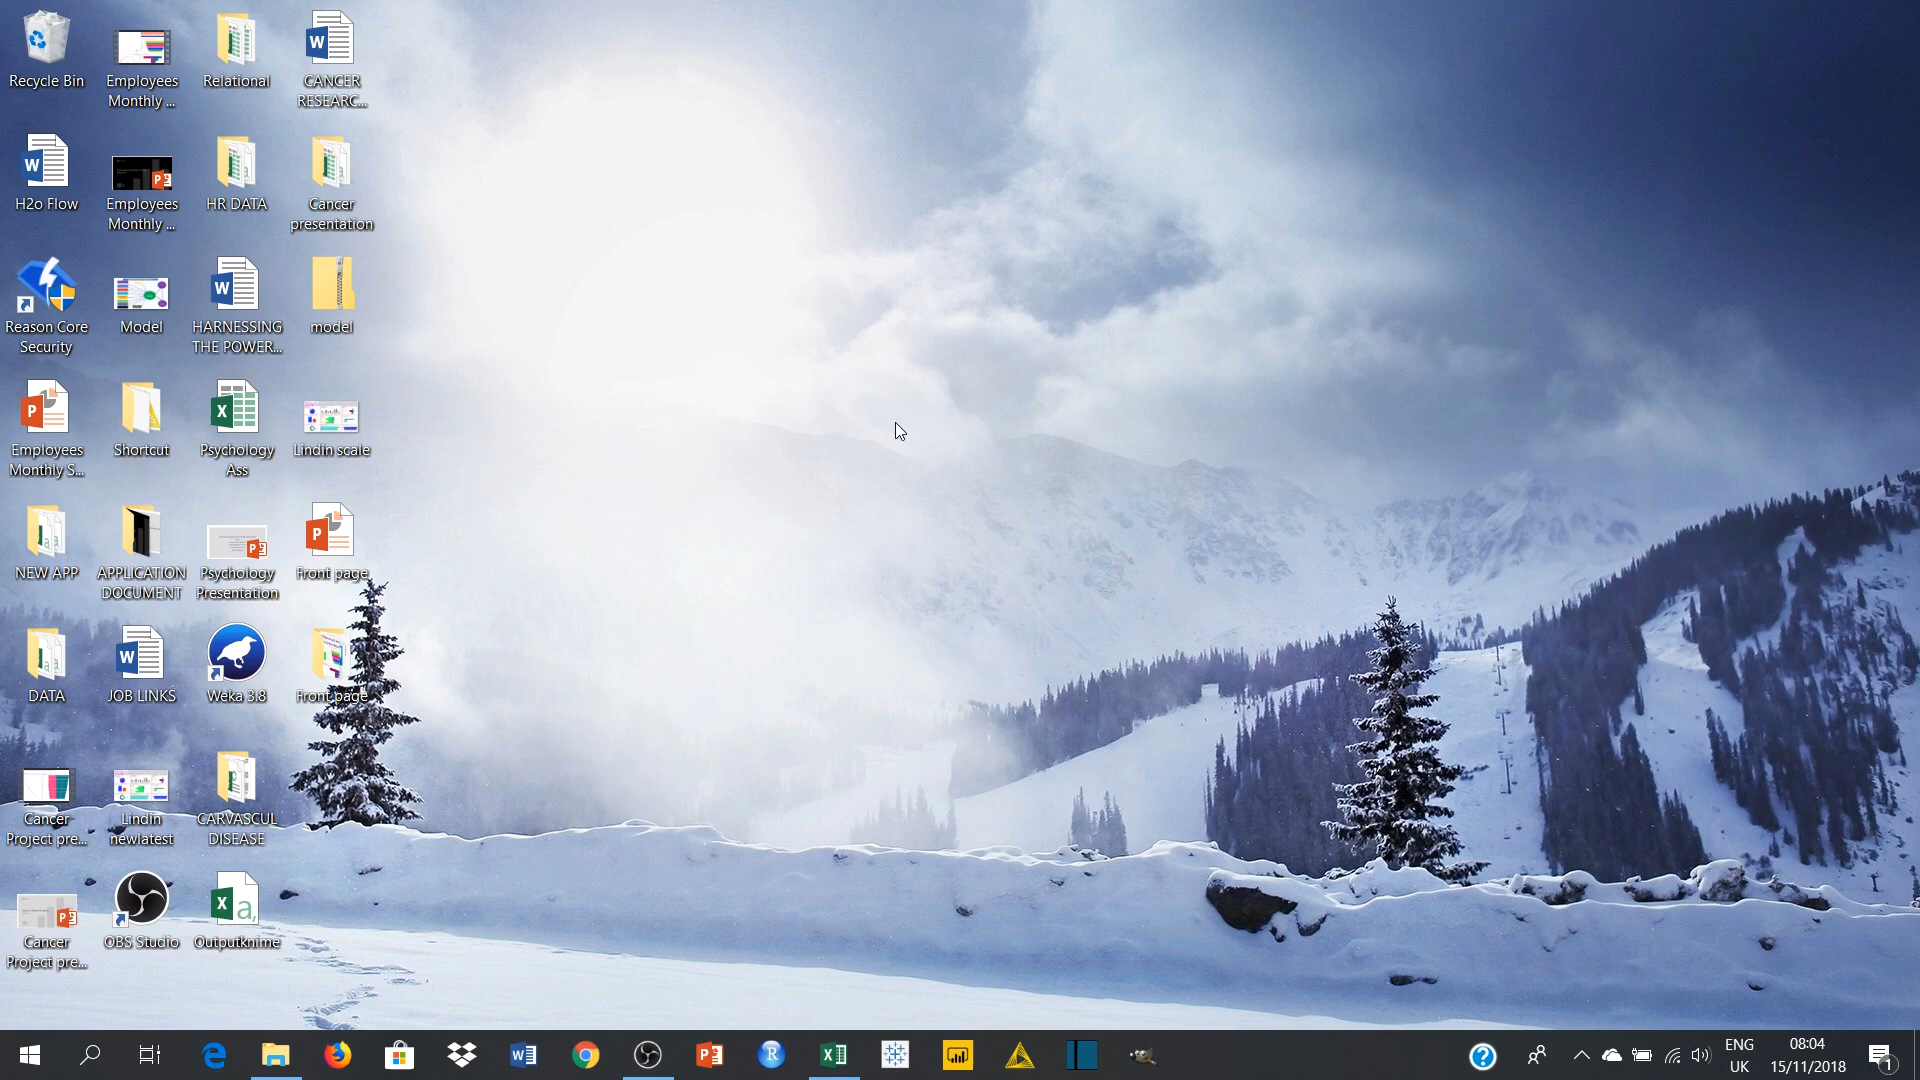 Recycle Bin
Employees
Monthly ...
Relational
CANCER
RESEARC...
H2o Flow
Employees
Monthly ...
HR DATA
Cancer
presentation
Reason Core
Security
Model
HARNESSING
THE POWER...
model
Employees
Monthly S...
Shortcut
Psychology
Ass
Lindin scale
NEW APP
APPLICATION
DOCUMENT
Psychology
Presentation
Front page
DATA
JOB LINKS
Weka 3.8
Front page
Cancer
Project pre...
Lindin
newlatest
CARVASCUL
DISEASE
Cancer
Project pre...
OBS Studio
Outputknime
ENG
UK
08:04
15/11/2018
1